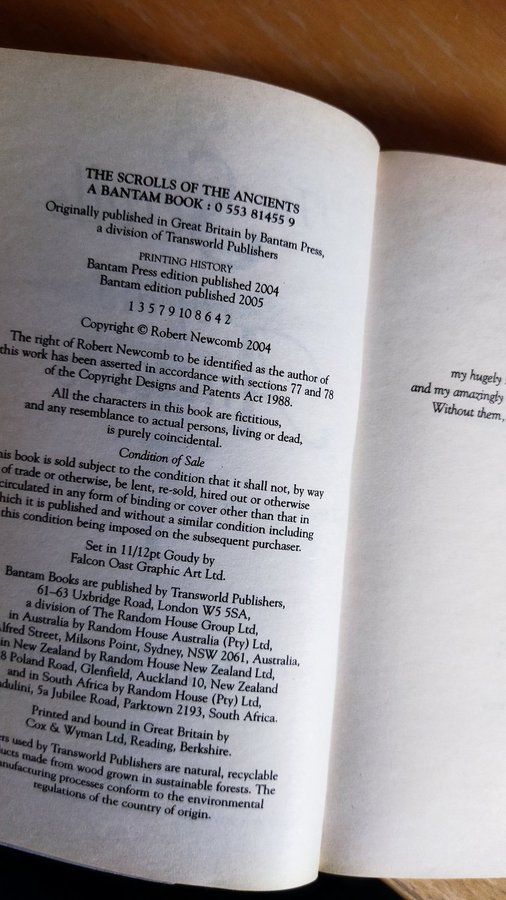 THE SCROLLS OF THE ANCIENTS
A BANTAM BOOK : 0 553 81455 9
Originally published in Great Britain by Bantam Press,
a division of Transworld Publishers
PRINTING HISTORY
Bantam Press edition published 2004
Bantam edition published 2005
1 3 5 7 9 10 8 6 4 2
Copyright © Robert Newcomb 2004
The right of Robert Newcomb to be identified as the author of
this work has been asserted in accordance with sections 77 and 78
of the Copyright Designs and Patents Act 1988.
All the characters in this book are fictitious,
and any resemblance to actual persons, living or dead,
is purely coincidental.
Condition of Sale
his book is sold subject to the condition that it shall not, by way
of trade or otherwise, be lent, re-sold, hired out or otherwise
circulated in any form of binding or cover other than that in
hich it is published and without a similar condition including
this condition being imposed on the subsequent purchaser.
Set in 11/12pt Goudy by
Falcon Oast Graphic Art Ltd.
Bantam Books are published by Transworld Publishers,
61–63 Uxbridge Road, London W5 5SA,
a division of The Random House Group Ltd,
in Australia by Random House Australia (Pty) Ltd,
lfred Street, Milsons Point, Sydney, NSW 2061, Australia,
in New Zealand by Random House New Zealand Ltd,
8 Poland Road, Glenfield, Auckland 10, New Zealand
and in South Africa by Random House (Pty) Ltd,
dulini, 5a Jubilee Road, Parktown 2193, South Africa.
Printed and bound in Great Britain by
Cox & Wyman Ltd, Reading, Berkshire.
ers used by Transworld Publishers are natural, recyclable
ucts made from wood grown in sustainable forests. The
nufacturing processes conform to the environmental
regulations of the country of origin.
my hugely
and my amazingly
Without them,